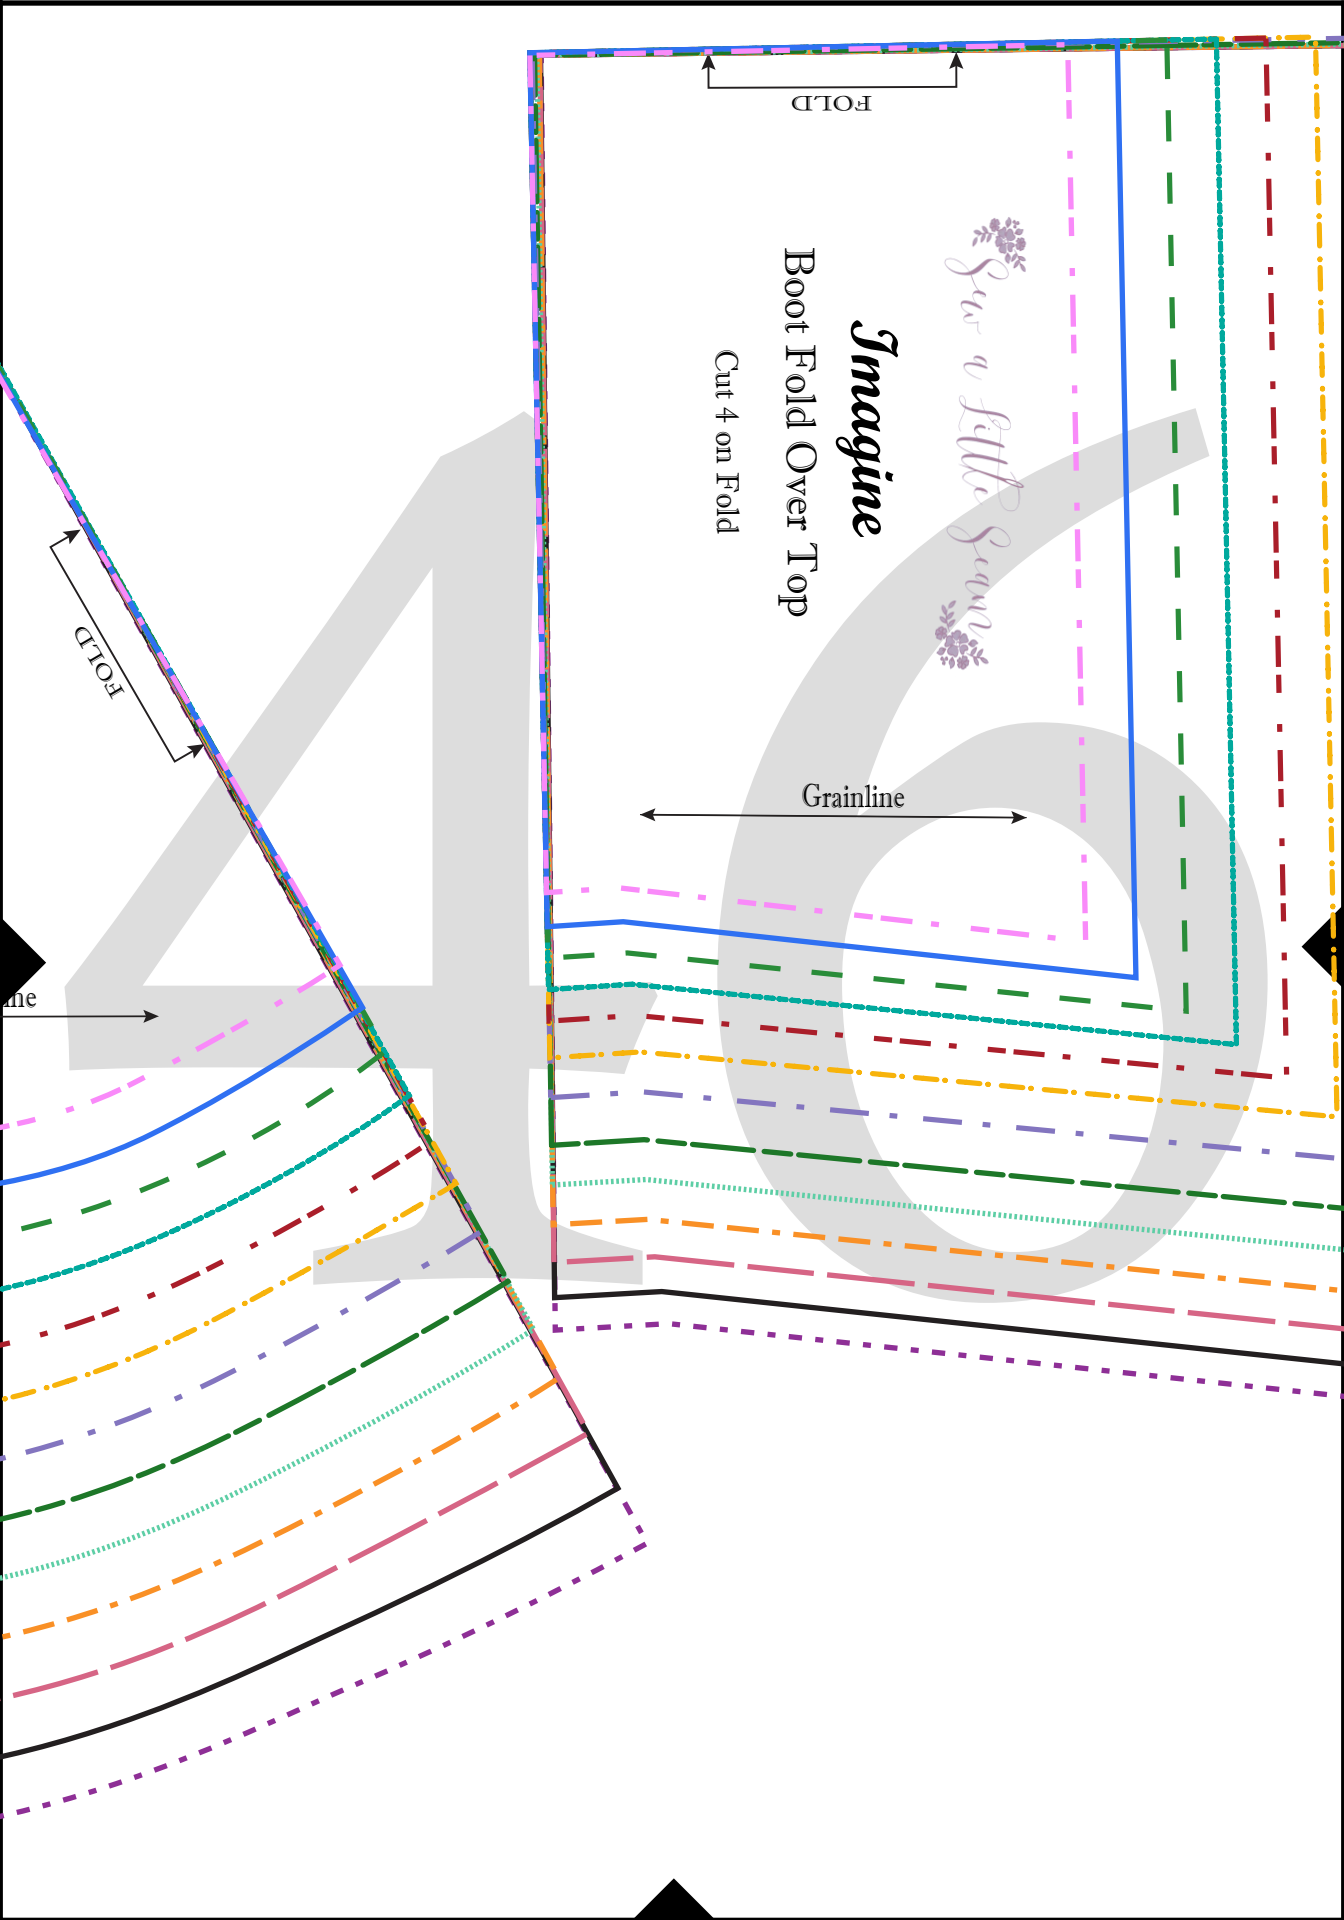 FOLD
Sew a Little Seam
Imagine
Boot Fold Over Top
Cut 4 on Fold
FOLD
Grainline
ine
46